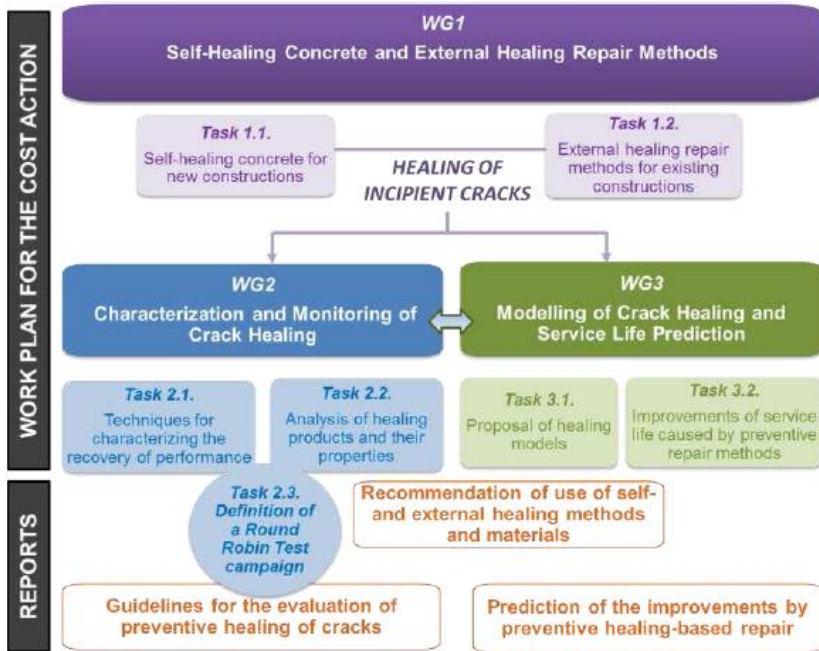 WORK PLAN FOR THE COST ACTION
WG1
Self-Healing Concrete and External Healing Repair Methods
Task 1.1.
Self-healing concrete for
new constructions
Task 1.2.
External healing repair
methods for existing
constructions
HEALING OF
INCIPIENT CRACKS
WG2
Characterization and Monitoring of
Crack Healing
WG3
Modelling of Crack Healing and
Service Life Prediction
Task 2.1.
Techniques for
characterizing the
recovery of performance
Task 2.2.
Analysis of healing
products and their
properties
Task 3.1.
Proposal of healing
models
Task 3.2.
Improvements of service
life caused by preventive
repair methods
Task 2.3.
Definition of
a Round
Robin Test
campaign
REPORTS
Recommendation of use of self-
and external healing methods
and materials
Guidelines for the evaluation of
preventive healing of cracks
Prediction of the improvements by
preventive healing-based repair